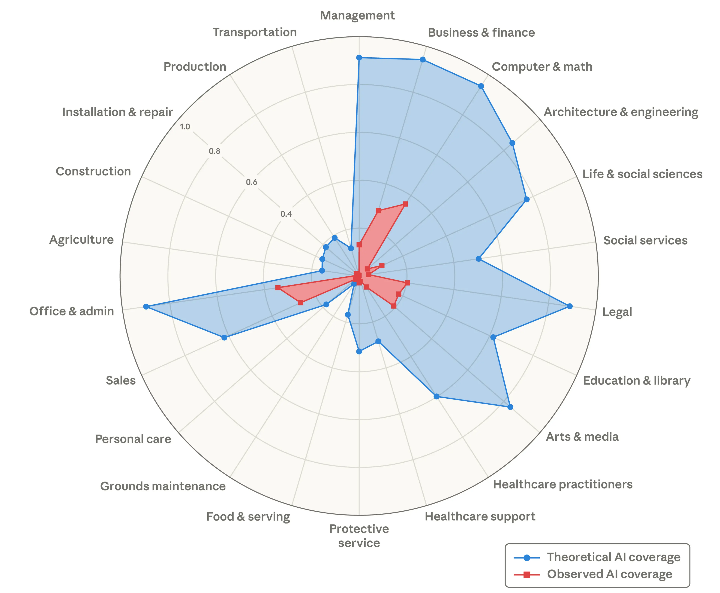 Management
Transportation
Business & finance
Production
Computer & math
Installation & repair
Architecture & engineering
1.0
0.8
Construction
Life & social sciences
0.6
0.4
Agriculture
Social services
Office & admin
Legal
Sales
Education & library
Personal care
Arts & media
Grounds maintenance
Healthcare practitioners
Food & serving
Healthcare support
Protective
service
Theoretical AI coverage
Observed AI coverage